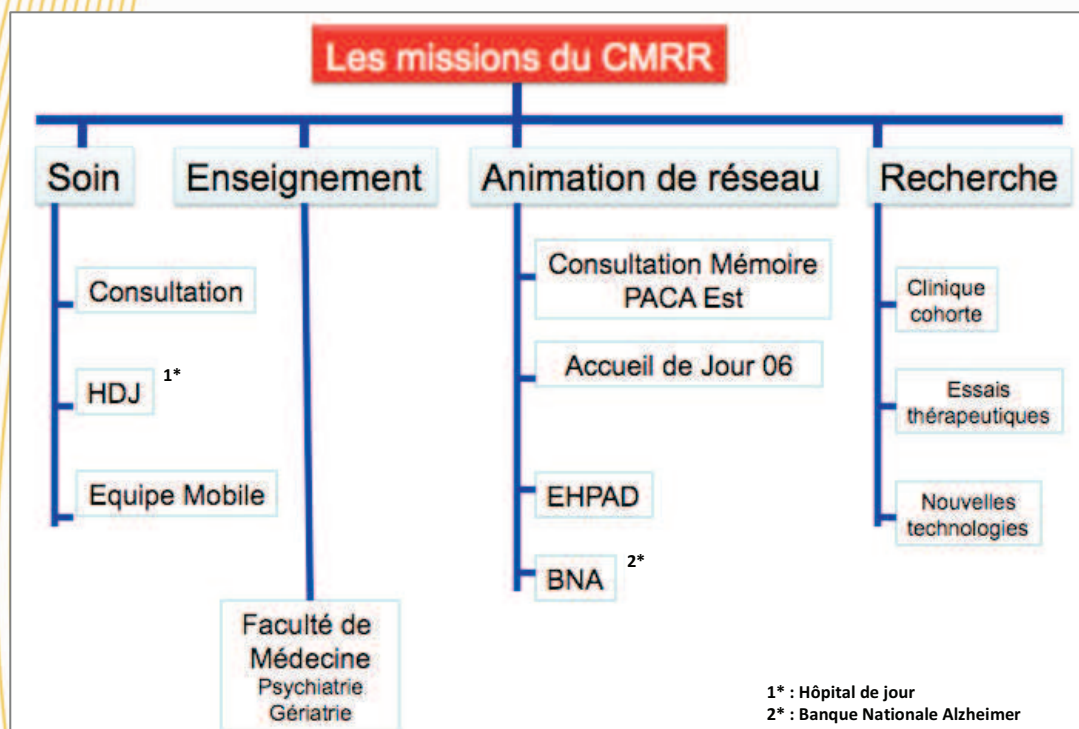 Les missions du CMRR
Soin
Enseignement
Animation de réseau
Recherche
Consultation
HDJ 1*
Equipe Mobile
Faculté de
Médecine
Psychiatrie
Gériatrie
Consultation Mémoire
PACA Est
Accueil de Jour 06
EHPAD
BNA 2*
Clinique
cohorte
Essais
thérapeutiques
Nouvelles
technologies
1* : Hôpital de jour
2* : Banque Nationale Alzheimer